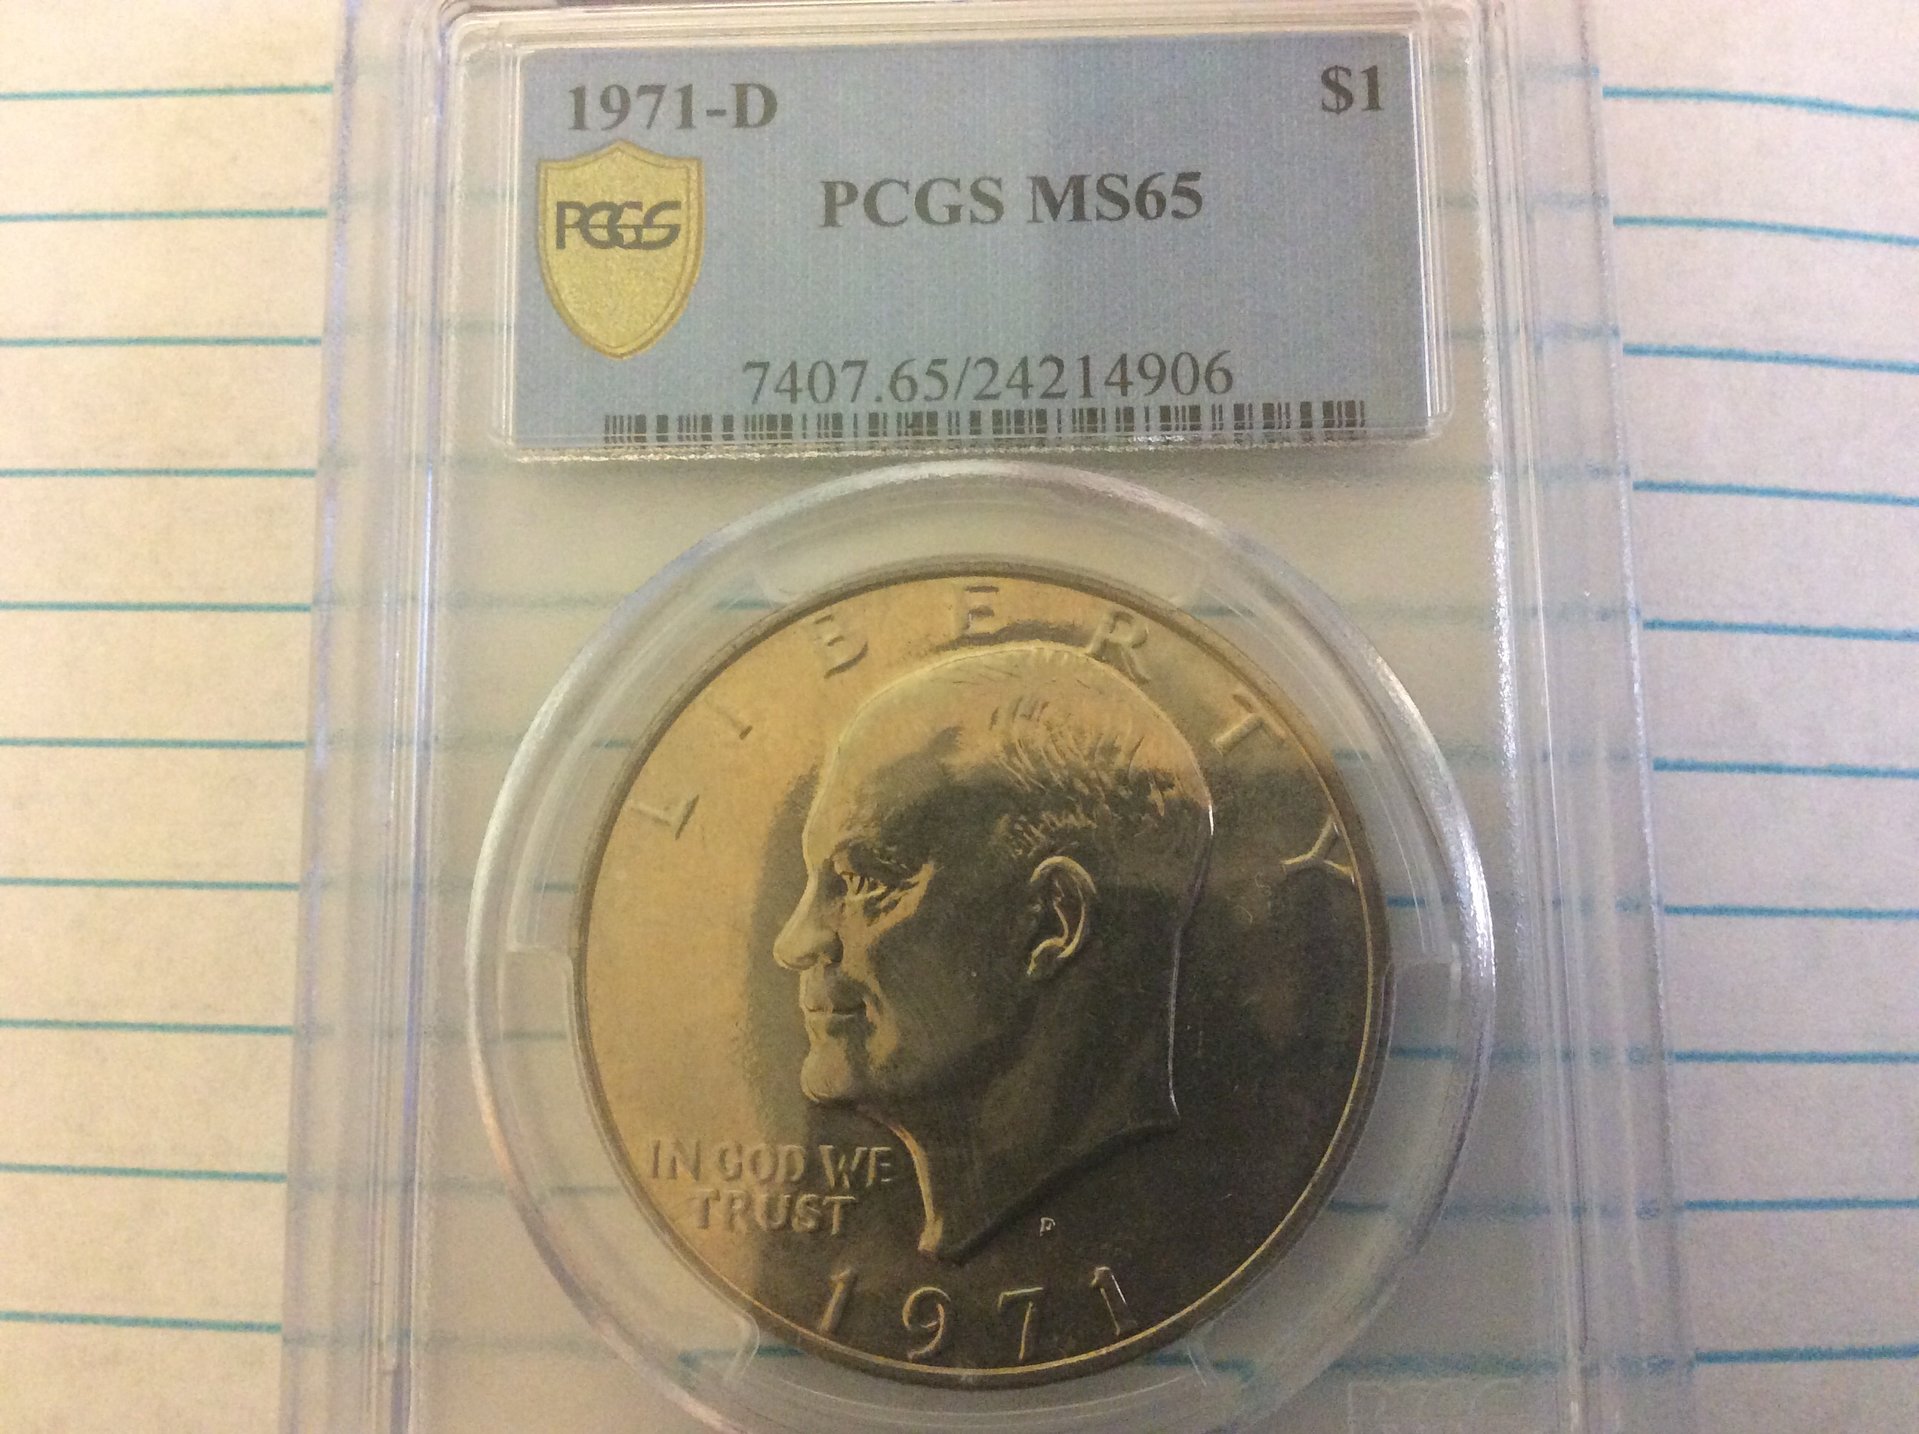 1971-D $1
PCGS
PCGS MS65
7407.65/24214906
LIBERTY
IN GOD WE
TRUST
1971